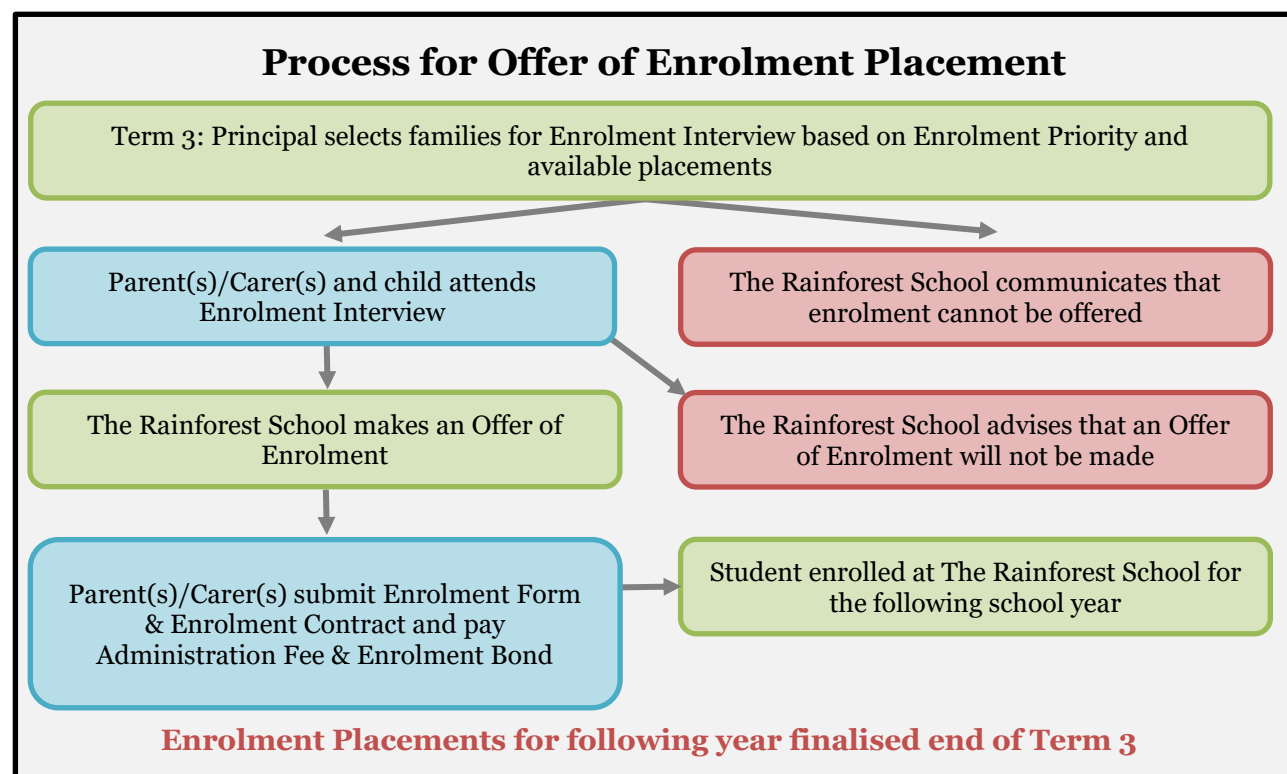 Process for Offer of Enrolment Placement
Term 3: Principal selects families for Enrolment Interview based on Enrolment Priority and
available placements
Parent(s)/Carer(s) and child attends
Enrolment Interview
The Rainforest School communicates that
enrolment cannot be offered
The Rainforest School makes an Offer of
Enrolment
The Rainforest School advises that an Offer
of Enrolment will not be made
Parent(s)/Carer(s) submit Enrolment Form
& Enrolment Contract and pay
Administration Fee & Enrolment Bond
Student enrolled at The Rainforest School for
the following school year
Enrolment Placements for following year finalised end of Term 3